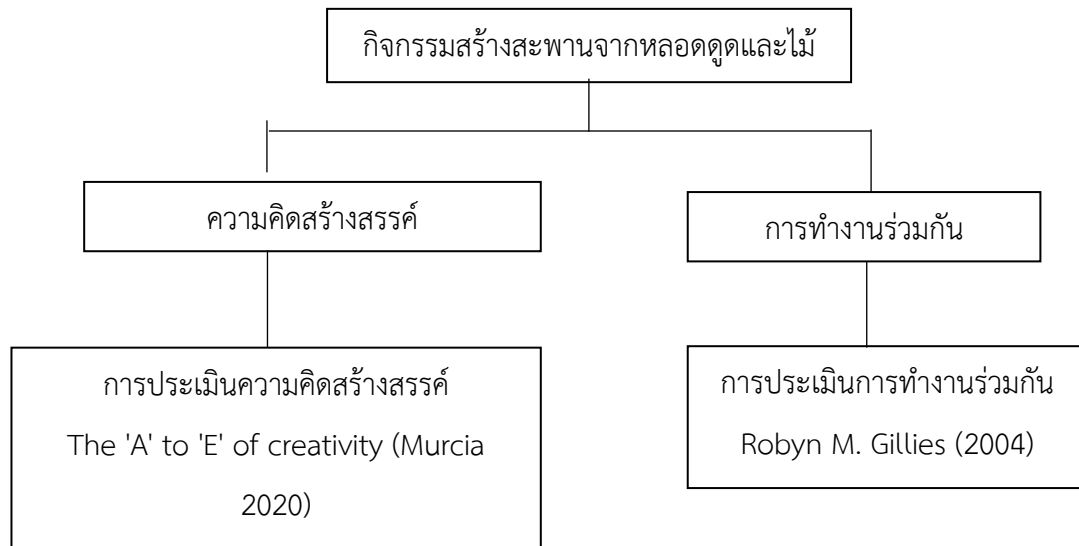 กิจกรรมสร้างสะพานจากหลอดดูดและไม้
ความคิดสร้างสรรค์
การทำงานร่วมกัน
การประเมินความคิดสร้างสรรค์
The 'A' to 'E' of creativity (Murcia
2020)
การประเมินการทำงานร่วมกัน
Robyn M. Gillies (2004)